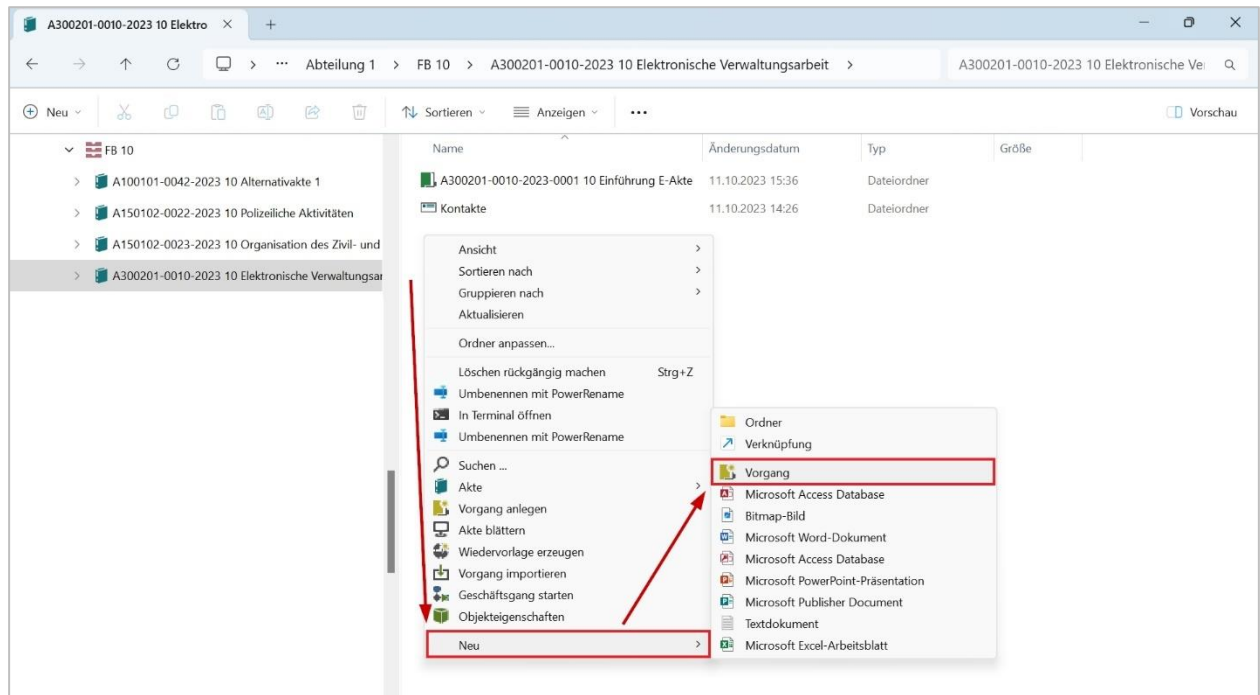 A300201-0010-2023 10 Elektro
Abteilung 1 > FB 10 > A300201-0010-2023 10 Elektronische Verwaltungsarbeit >
A300201-0010-2023 10 Elektronische Ve
Neu
Sortieren
Anzeigen
Vorschau
FB 10
A100101-0042-2023 10 Alternativakte 1
A150102-0022-2023 10 Polizeiliche Aktivitäten
A150102-0023-2023 10 Organisation des Zivil- und
A300201-0010-2023 10 Elektronische Verwaltungsar
Name Änderungsdatum Typ Größe
A300201-0010-2023-0001 10 Einführung E-Akte 11.10.2023 15:36 Dateiordner
Kontakte 11.10.2023 14:26 Dateiordner
Ansicht
Sortieren nach
Gruppieren nach
Aktualisieren
Ordner anpassen...
Löschen rückgängig machen Strg+Z
Umbenennen mit PowerRename
In Terminal öffnen
Umbenennen mit PowerRename
Suchen ...
Akte
Vorgang anlegen
Akte blättern
Wiedervorlage erzeugen
Vorgang importieren
Geschäftsgang starten
Objekteigenschaften
Neu
Ordner
Verknüpfung
Vorgang
Microsoft Access Database
Bitmap-Bild
Microsoft Word-Dokument
Microsoft Access Database
Microsoft PowerPoint-Präsentation
Microsoft Publisher Document
Textdokument
Microsoft Excel-Arbeitsblatt